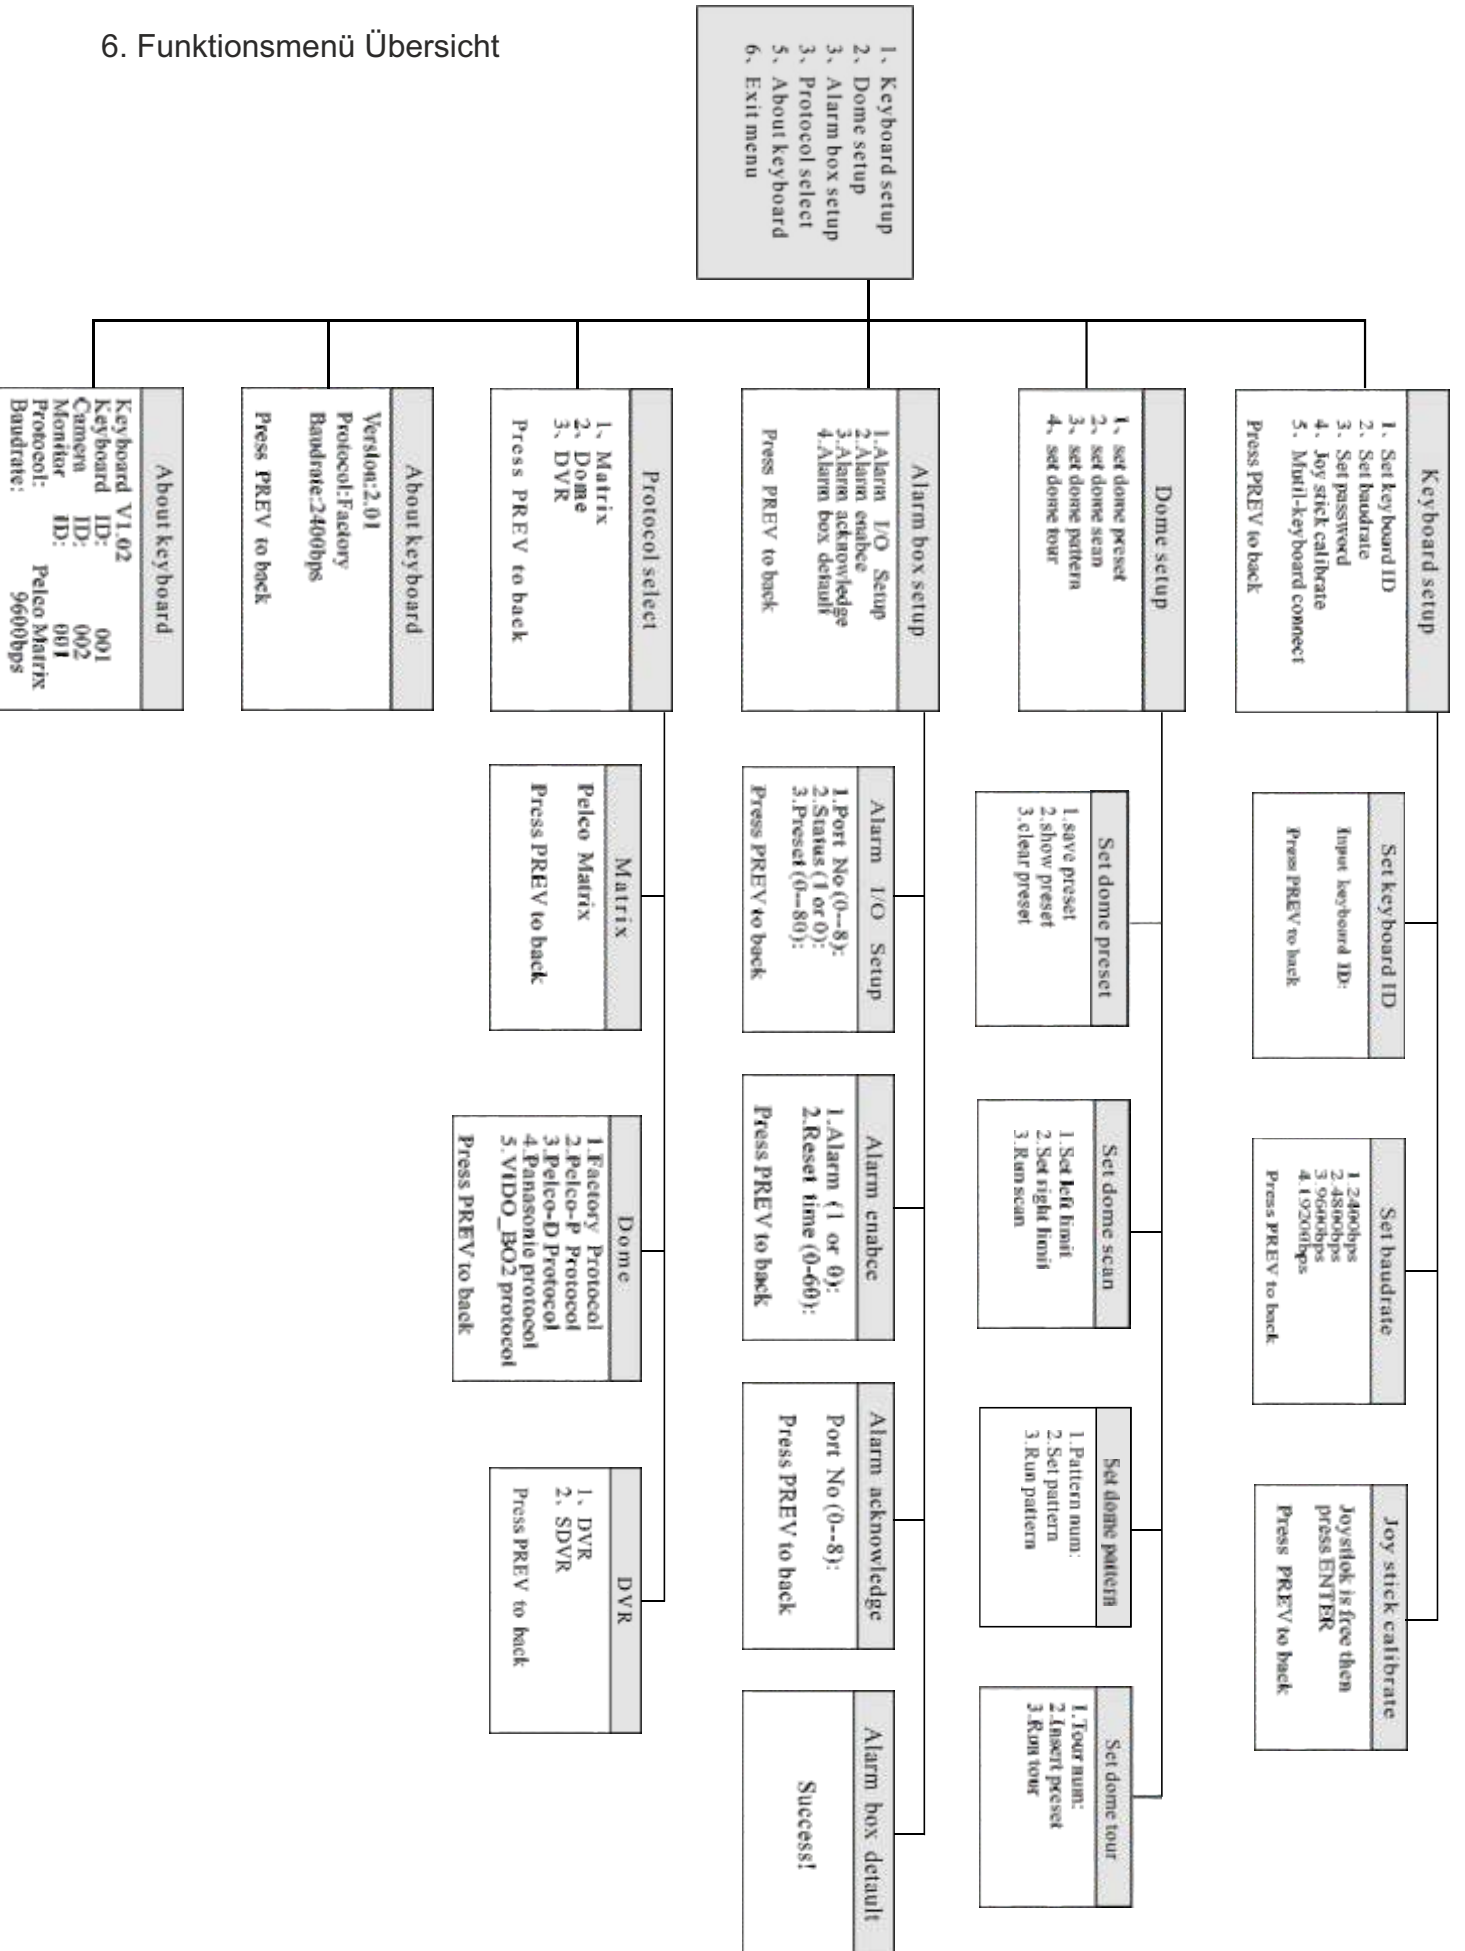 6. Funktionsmenü Übersicht
1、Keyboard setup
2、Dome setup
3、Alarm box setup
3、Protocol select
5、About keyboard
6、Exit menu
Keyboard setup
1、Set keyboard ID
2、Set baudrate
3、Set password
4、Joy stick calibrate
5、Mutil-keyboard connect
Press PREV to back
Set keyboard ID
Input keyboard ID:
Press PREV to back
Set baudrate
1.2400bps
2.4800bps
3.9600bps
4.19200bps
Press PREV to back
Joy stick calibrate
Joystlok is free then
press ENTER
Press PREV to back
Dome setup
1、set dome preset
2、set dome scan
3、set dome pattern
4、set dome tour
Set dome preset
1.save preset
2.show preset
3.clear preset
Set dome scan
1.Set left limit
2.Set right limit
3.Run scan
Set dome pattern
1.Pattern num:
2.Set pattern
3.Run pattern
Set dome tour
1.Tour num:
2.Insert preset
3.Run tour
Alarm box setup
1.Alarm I/O Setup
2.Alarm enabce
3.Alarm acknowledge
4.Alarm box detault
Press PREV to back
Alarm I/O Setup
1.Port No (0--8):
2.Status (1 or 0):
3.Preset (0--80):
Press PREV to back
Alarm enabce
1.Alarm (1 or 0):
2.Reset time (0-60):
Press PREV to back
Alarm acknowledge
Port No (0--8):
Press PREV to back
Alarm box detault
Success!
Protocol select
1、Matrix
2、Dome
3、DVR
Press PREV to back
Matrix
Pelco Matrix
Press PREV to back
Dome
1.Factory Protocol
2.Pelco-P Protocol
3.Pelco-D Protocol
4.Panasonie protocol
5.VIDO_BO2 protocol
Press PREV to back
DVR
1、DVR
2、SDVR
Press PREV to back
About keyboard
Version:2.01
Protocol:Factory
Baudrate:2400bps
Press PREV to back
About keyboard
Keyboard V1.02
Keyboard ID: 001
Camera ID: 002
Monitor ID: 001
Protocol: Pelco Matrix
Baudrate: 9600bps